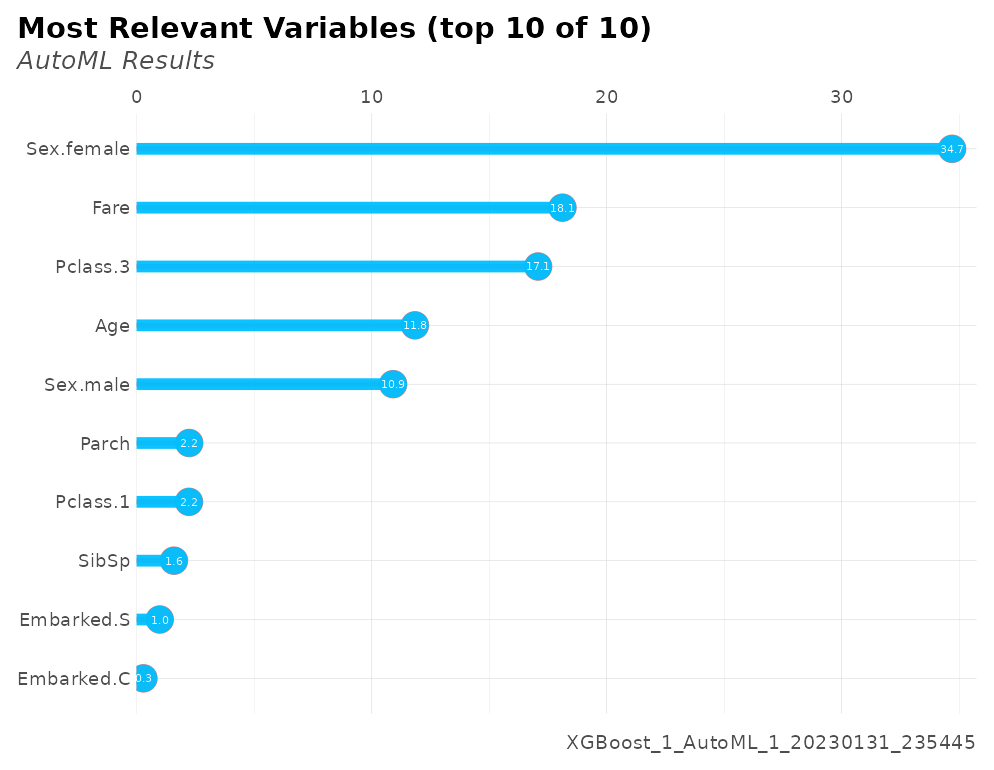 Most Relevant Variables (top 10 of 10)
AutoML Results
0 10 20 30
Sex.female 34.7
Fare 18.1
Pclass.3 17.1
Age 11.8
Sex.male 10.9
Parch 2.2
Pclass.1 2.2
SibSp 1.6
Embarked.S 1.0
Embarked.C 0.3
XGBoost_1_AutoML_1_20230131_235445